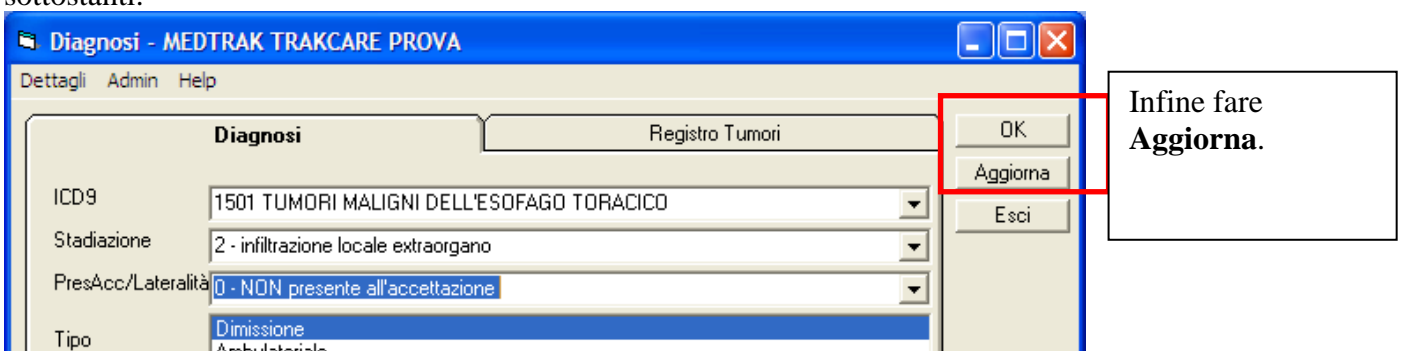 sottostanti.
Diagnosi - MEDTRAK TRAKCARE PROVA
Dettagli Admin Help
Diagnosi
Registro Tumori
OK
Aggiorna
Esci
ICD9
1501 TUMORI MALIGNI DELL'ESOFAGO TORACICO
Stadiazione
2 - infiltrazione locale extraorgano
PresAcc/Lateralità
0 - NON presente all'accettazione
Tipo
Dimissione
Ambulatoriale
Infine fare
Aggiorna.